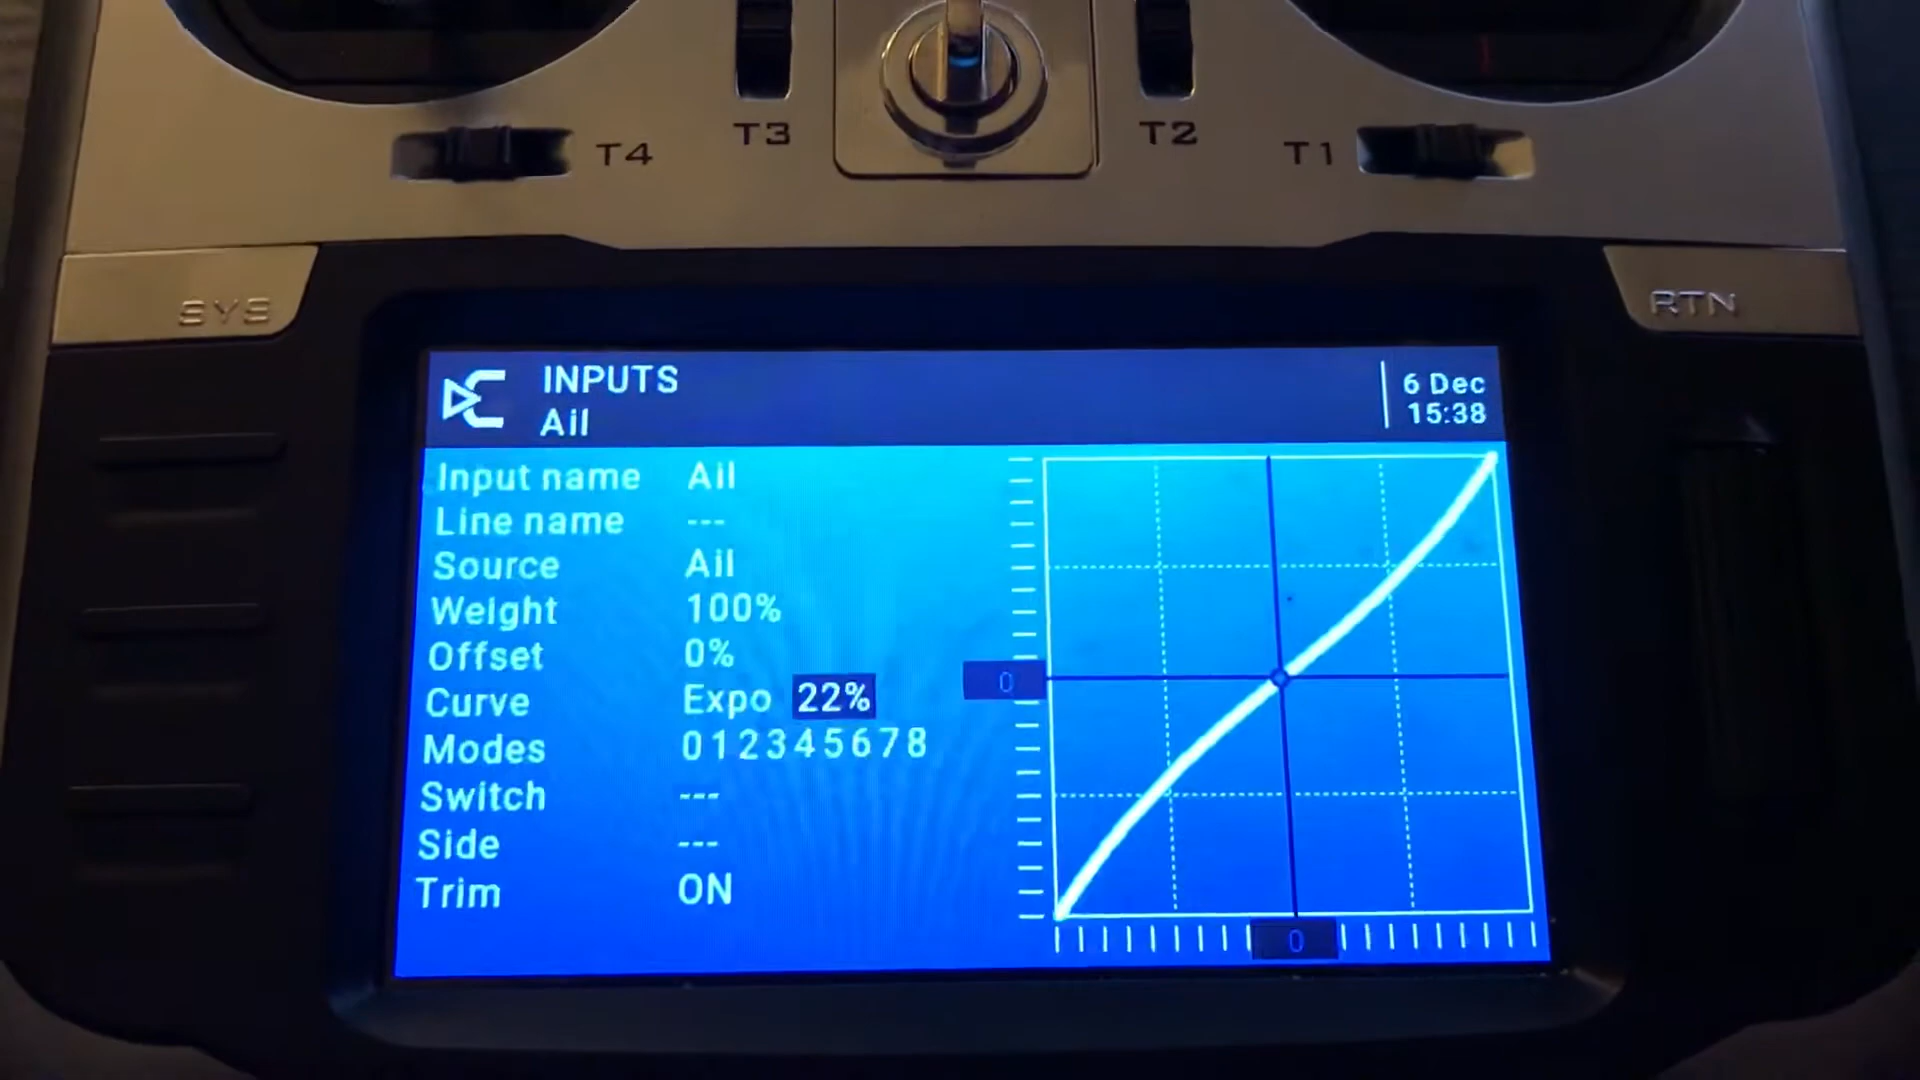 T4
T3
T2
T1
SYS
RTN
INPUTS
Ail
6 Dec
15:38
Input name Ail
Line name ---
Source Ail
Weight 100%
Offset 0%
Curve Expo 22%
Modes 012345678
Switch ---
Side ---
Trim ON
0
0